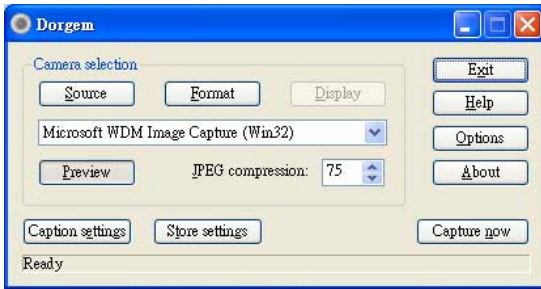 Dorgem
Camera selection
Exit
Source Format Display
Help
Microsoft WDM Image Capture (Win32)
Options
Preview JPEG compression: 75
About
Caption settings Store settings Capture now
Ready